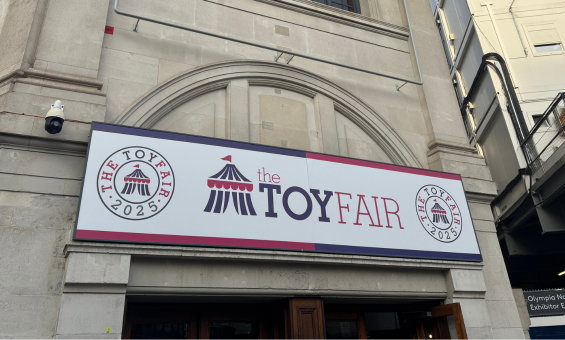 THE TOYFAIR
2025
the
TOYFAIR
THE TOYFAIR
2025
Olympia
Exhibitor